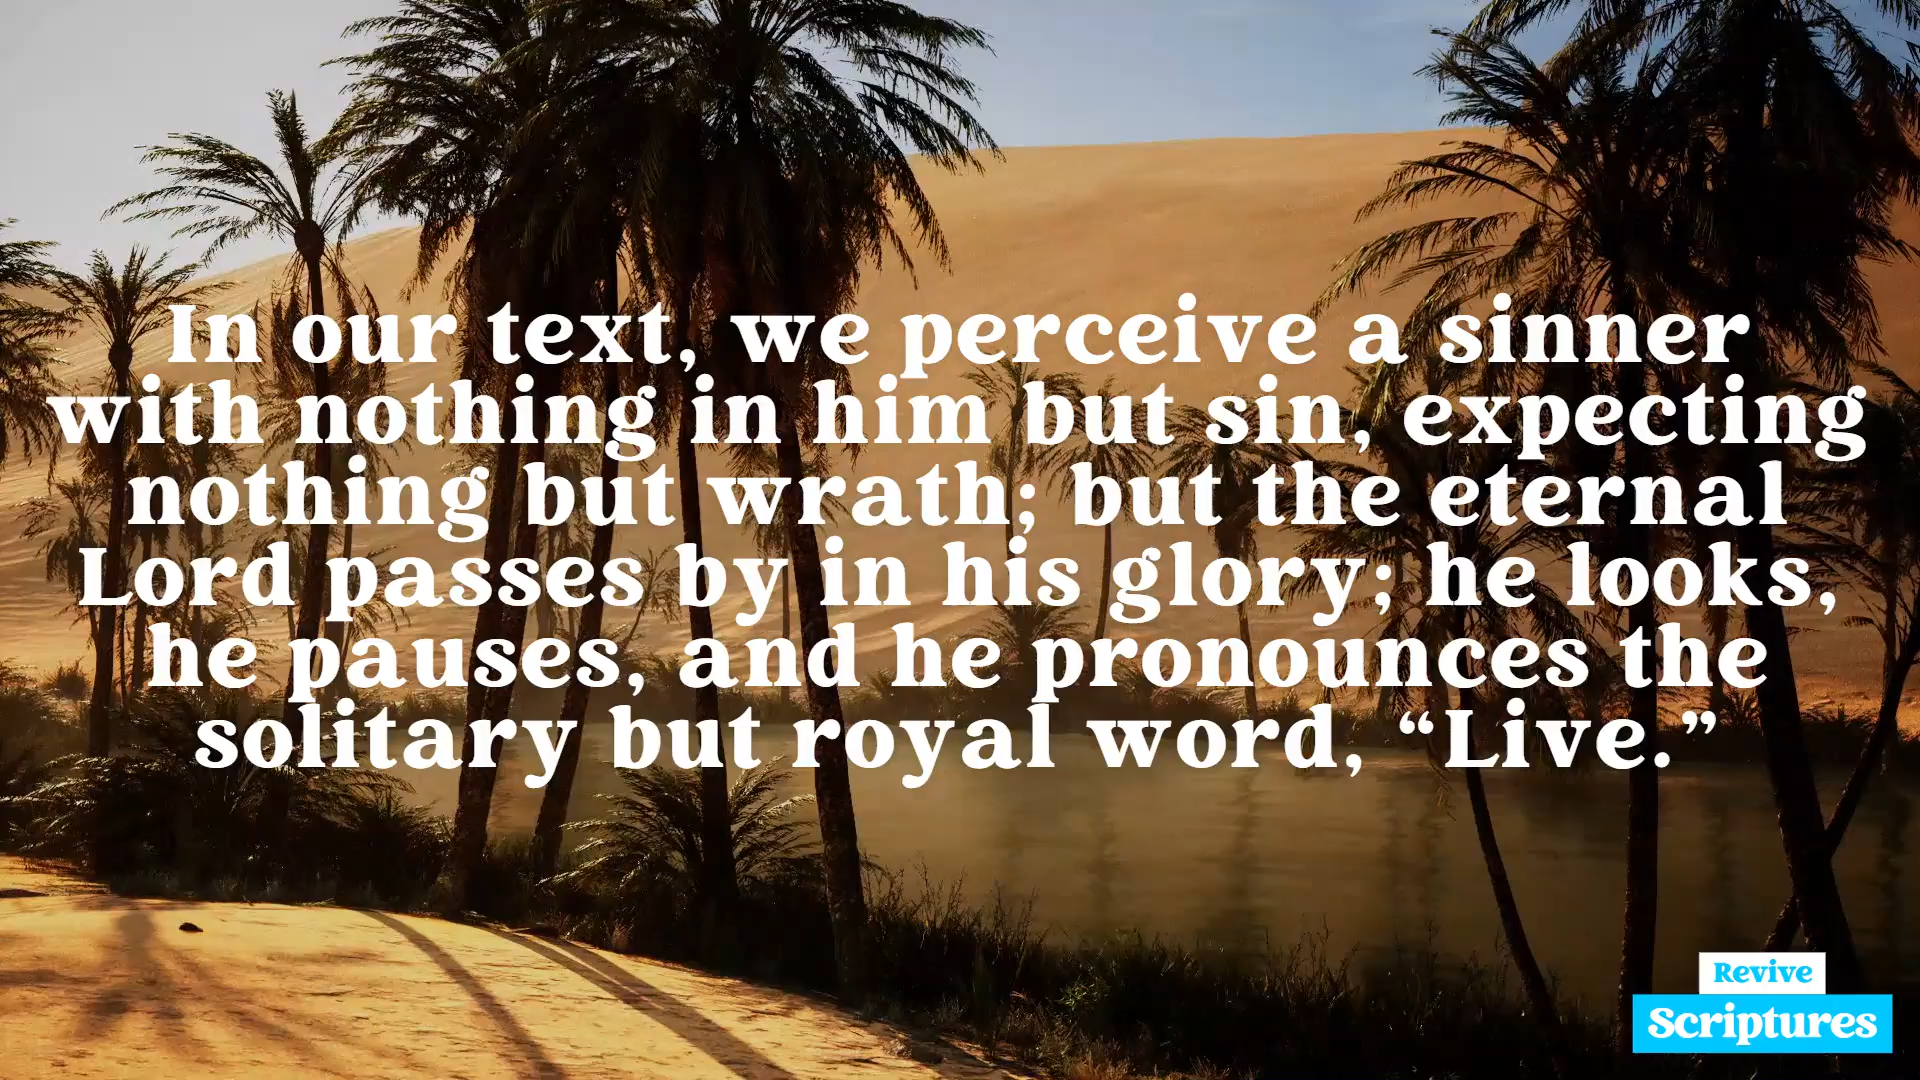 In our text, we perceive a sinner
with nothing in him but sin, expecting
nothing but wrath; but the eternal
Lord passes by in his glory; he looks,
he pauses, and he pronounces the
solitary but royal word, “Live.”
Revive
Scriptures